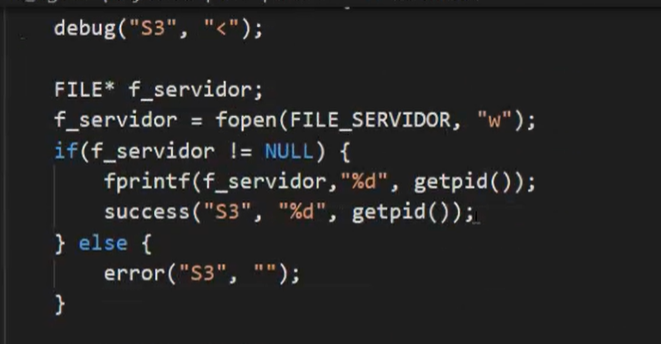 debug("S3", "<");
FILE* f_servidor;
f_servidor = fopen(FILE_SERVIDOR, "w");
if(f_servidor != NULL) {
fprintf(f_servidor,"%d", getpid());
success("S3", "%d", getpid());
} else {
error("S3", "");
}